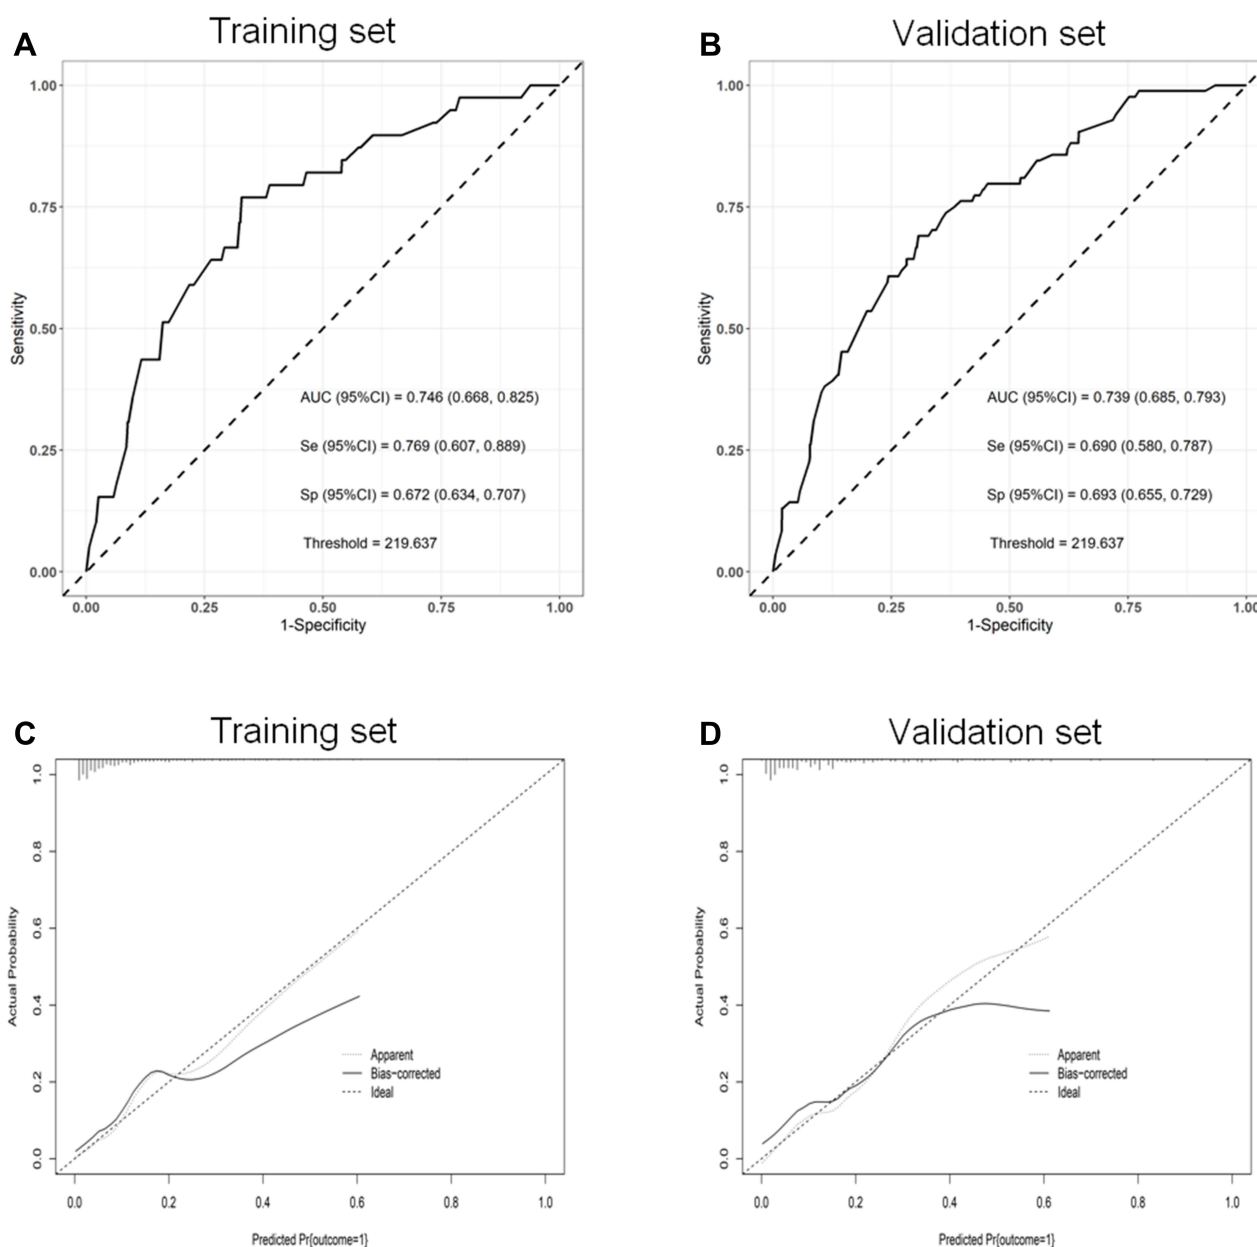 A
Training set
1.00
0.75
0.50
0.25
0.00
Sensitivity
AUC (95%CI) = 0.746 (0.668, 0.825)
Se (95%CI) = 0.769 (0.607, 0.889)
Sp (95%CI) = 0.672 (0.634, 0.707)
Threshold = 219.637
0.00 0.25 0.50 0.75 1.00
1-Specificity
B
Validation set
1.00
0.75
0.50
0.25
0.00
Sensitivity
AUC (95%CI) = 0.739 (0.685, 0.793)
Se (95%CI) = 0.690 (0.580, 0.787)
Sp (95%CI) = 0.693 (0.655, 0.729)
Threshold = 219.637
0.00 0.25 0.50 0.75 1.00
1-Specificity
C
Training set
1.0
0.8
0.6
0.4
0.2
0.0
Actual Probability
Apparent
Bias-corrected
Ideal
0.0 0.2 0.4 0.6 0.8 1.0
Predicted Pr{outcome=1}
D
Validation set
1.0
0.8
0.6
0.4
0.2
0.0
Actual Probability
Apparent
Bias-corrected
Ideal
0.0 0.2 0.4 0.6 0.8 1.0
Predicted Pr{outcome=1}